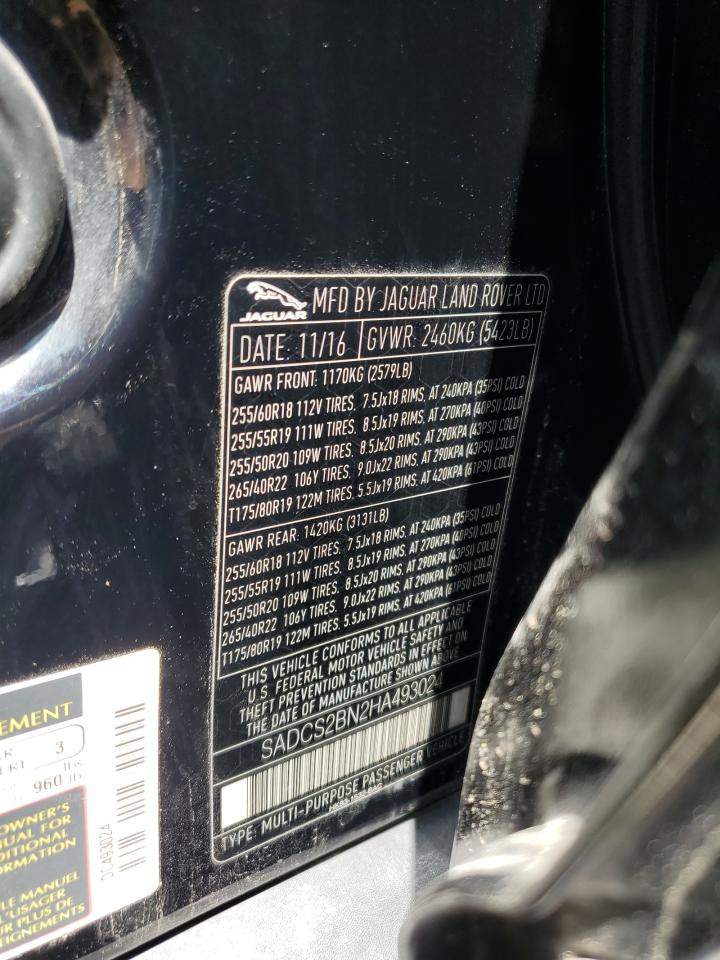 JAGUAR MFD BY JAGUAR LAND ROVER LTD
DATE: 11/16 GVWR: 2460KG (5423LB)
GAWR FRONT: 1170KG (2579LB)
255/60R18 112V TIRES, 7.5Jx18 RIMS, AT 240KPA (35PSI) COLD
255/55R19 111W TIRES, 8.5Jx19 RIMS, AT 270KPA (40PSI) COLD
255/50R20 109W TIRES, 8.5Jx20 RIMS, AT 290KPA (43PSI) COLD
265/40R22 106Y TIRES, 9.0Jx22 RIMS, AT 290KPA (43PSI) COLD
T175/80R19 122M TIRES, 5.5Jx19 RIMS, AT 420KPA (61PSI) COLD
GAWR REAR: 1420KG (3131LB)
255/60R18 112V TIRES, 7.5Jx18 RIMS, AT 240KPA (35PSI) COLD
255/55R19 111W TIRES, 8.5Jx19 RIMS, AT 270KPA (40PSI) COLD
255/50R20 109W TIRES, 8.5Jx20 RIMS, AT 290KPA (43PSI) COLD
265/40R22 106Y TIRES, 9.0Jx22 RIMS, AT 290KPA (43PSI) COLD
T175/80R19 122M TIRES, 5.5Jx19 RIMS, AT 420KPA (61PSI) COLD
THIS VEHICLE CONFORMS TO ALL APPLICABLE
U.S. FEDERAL MOTOR VEHICLE SAFETY AND
THEFT PREVENTION STANDARDS IN EFFECT ON
THE DATE OF MANUFACTURE SHOWN ABOVE
SADCS2BN2HA493024
TYPE: MULTI-PURPOSE PASSENGER VEHICLE
EMENT
3
960 lb
OWNER'S
UAL FOR
DITIONAL
ORMATION
LE MANUEL
L'USAGER
UR PLUS DE
EIGNEMENTS
DC493024